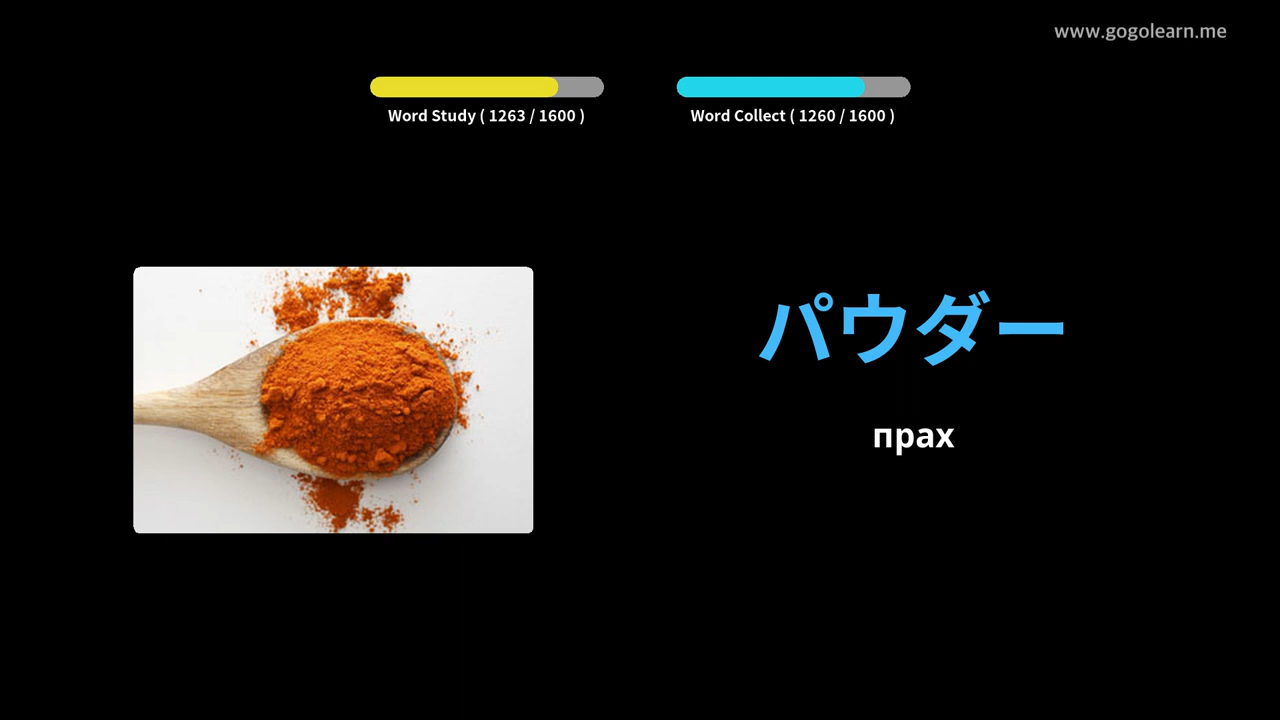 www.gogolearn.me
Word Study ( 1263 / 1600 )
Word Collect ( 1260 / 1600 )
パウダー
прах